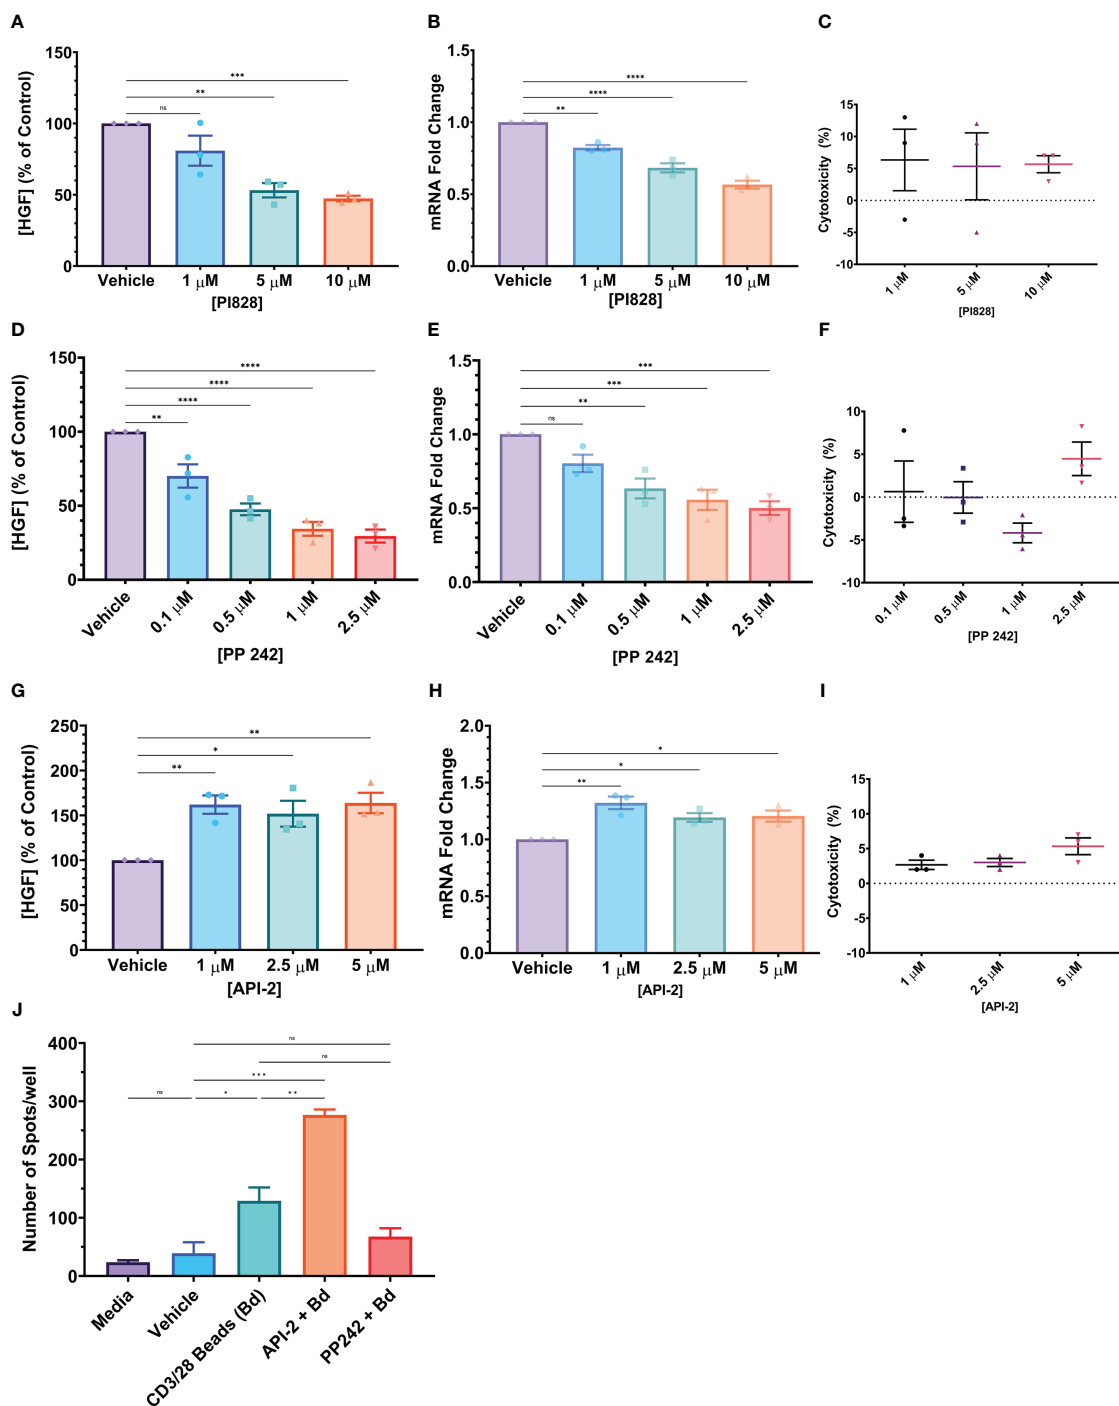 A
[HGF] (% of Control)
150
100
50
0
***
**
ns
Vehicle
1 μM
5 μM
10 μM
[PI828]
B
mRNA Fold Change
1.5
1.0
0.5
0.0
****
****
**
Vehicle
1 μM
5 μM
10 μM
[PI828]
C
Cytotoxicity (%)
15
10
5
0
-5
-10
1 μM
5 μM
10 μM
[PI828]
D
[HGF] (% of Control)
150
100
50
0
****
****
****
**
Vehicle
0.1 μM
0.5 μM
1 μM
2.5 μM
[PP 242]
E
mRNA Fold Change
1.5
1.0
0.5
0.0
***
***
**
ns
Vehicle
0.1 μM
0.5 μM
1 μM
2.5 μM
[PP 242]
F
Cytotoxicity (%)
10
5
0
-5
-10
0.1 μM
0.5 μM
1 μM
2.5 μM
[PP 242]
G
[HGF] (% of Control)
250
200
150
100
50
0
**
*
**
Vehicle
1 μM
2.5 μM
5 μM
[API-2]
H
mRNA Fold Change
2.0
1.5
1.0
0.5
0.0
*
*
**
Vehicle
1 μM
2.5 μM
5 μM
[API-2]
I
Cytotoxicity (%)
15
10
5
0
-5
-10
1 μM
2.5 μM
5 μM
[API-2]
J
Number of Spots/well
400
300
200
100
0
ns
ns
***
ns
*
**
Media
Vehicle
CD3/28 Beads (Bd)
API-2 + Bd
PP242 + Bd